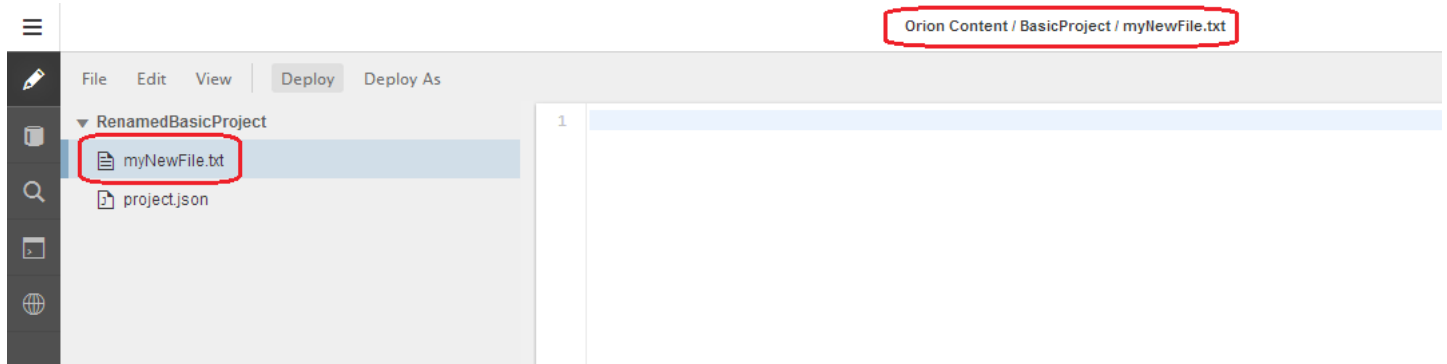 Orion Content / BasicProject / myNewFile.txt
File Edit View Deploy Deploy As
RenamedBasicProject
1
myNewFile.txt
project.json